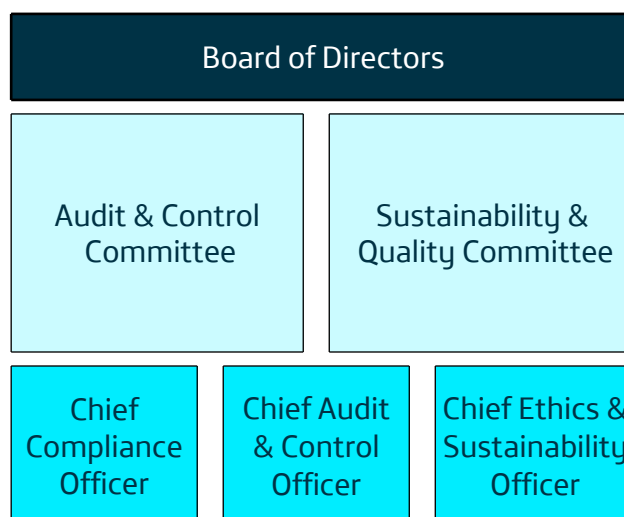 Board of Directors
Audit & Control
Committee
Sustainability &
Quality Committee
Chief
Compliance
Officer
Chief Audit
& Control
Officer
Chief Ethics &
Sustainability
Officer